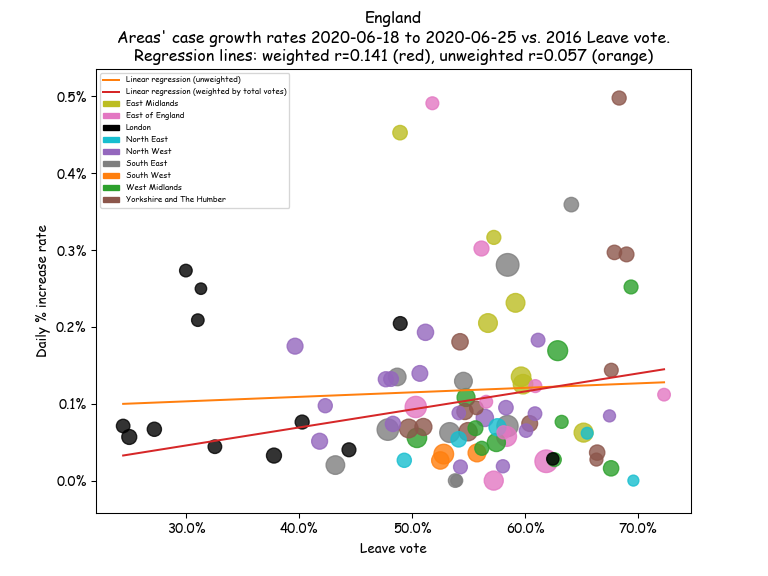 England
Areas' case growth rates 2020-06-18 to 2020-06-25 vs. 2016 Leave vote.
Regression lines: weighted r=0.141 (red), unweighted r=0.057 (orange)
Linear regression (unweighted)
Linear regression (weighted by total votes)
East Midlands
East of England
London
North East
North West
South East
South West
West Midlands
Yorkshire and The Humber
Daily % increase rate
0.5%
0.4%
0.3%
0.2%
0.1%
0.0%
30.0% 40.0% 50.0% 60.0% 70.0%
Leave vote